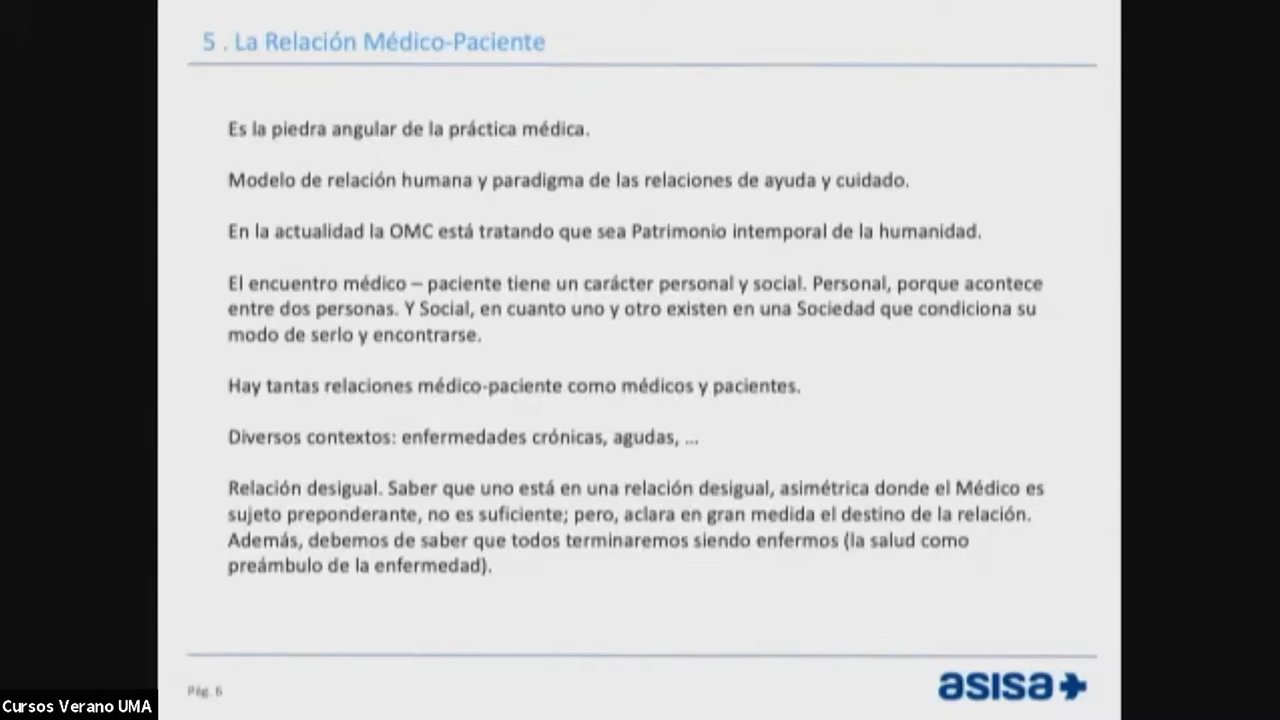 5 . La Relación Médico-Paciente
Es la piedra angular de la práctica médica.
Modelo de relación humana y paradigma de las relaciones de ayuda y cuidado.
En la actualidad la OMC está tratando que sea Patrimonio intemporal de la humanidad.
El encuentro médico – paciente tiene un carácter personal y social. Personal, porque acontece
entre dos personas. Y Social, en cuanto uno y otro existen en una Sociedad que condiciona su
modo de serlo y encontrarse.
Hay tantas relaciones médico-paciente como médicos y pacientes.
Diversos contextos: enfermedades crónicas, agudas, ...
Relación desigual. Saber que uno está en una relación desigual, asimétrica donde el Médico es
sujeto preponderante, no es suficiente; pero, aclara en gran medida el destino de la relación.
Además, debemos de saber que todos terminaremos siendo enfermos (la salud como
preámbulo de la enfermedad).
Pág. 6
asisa
Cursos Verano UMA